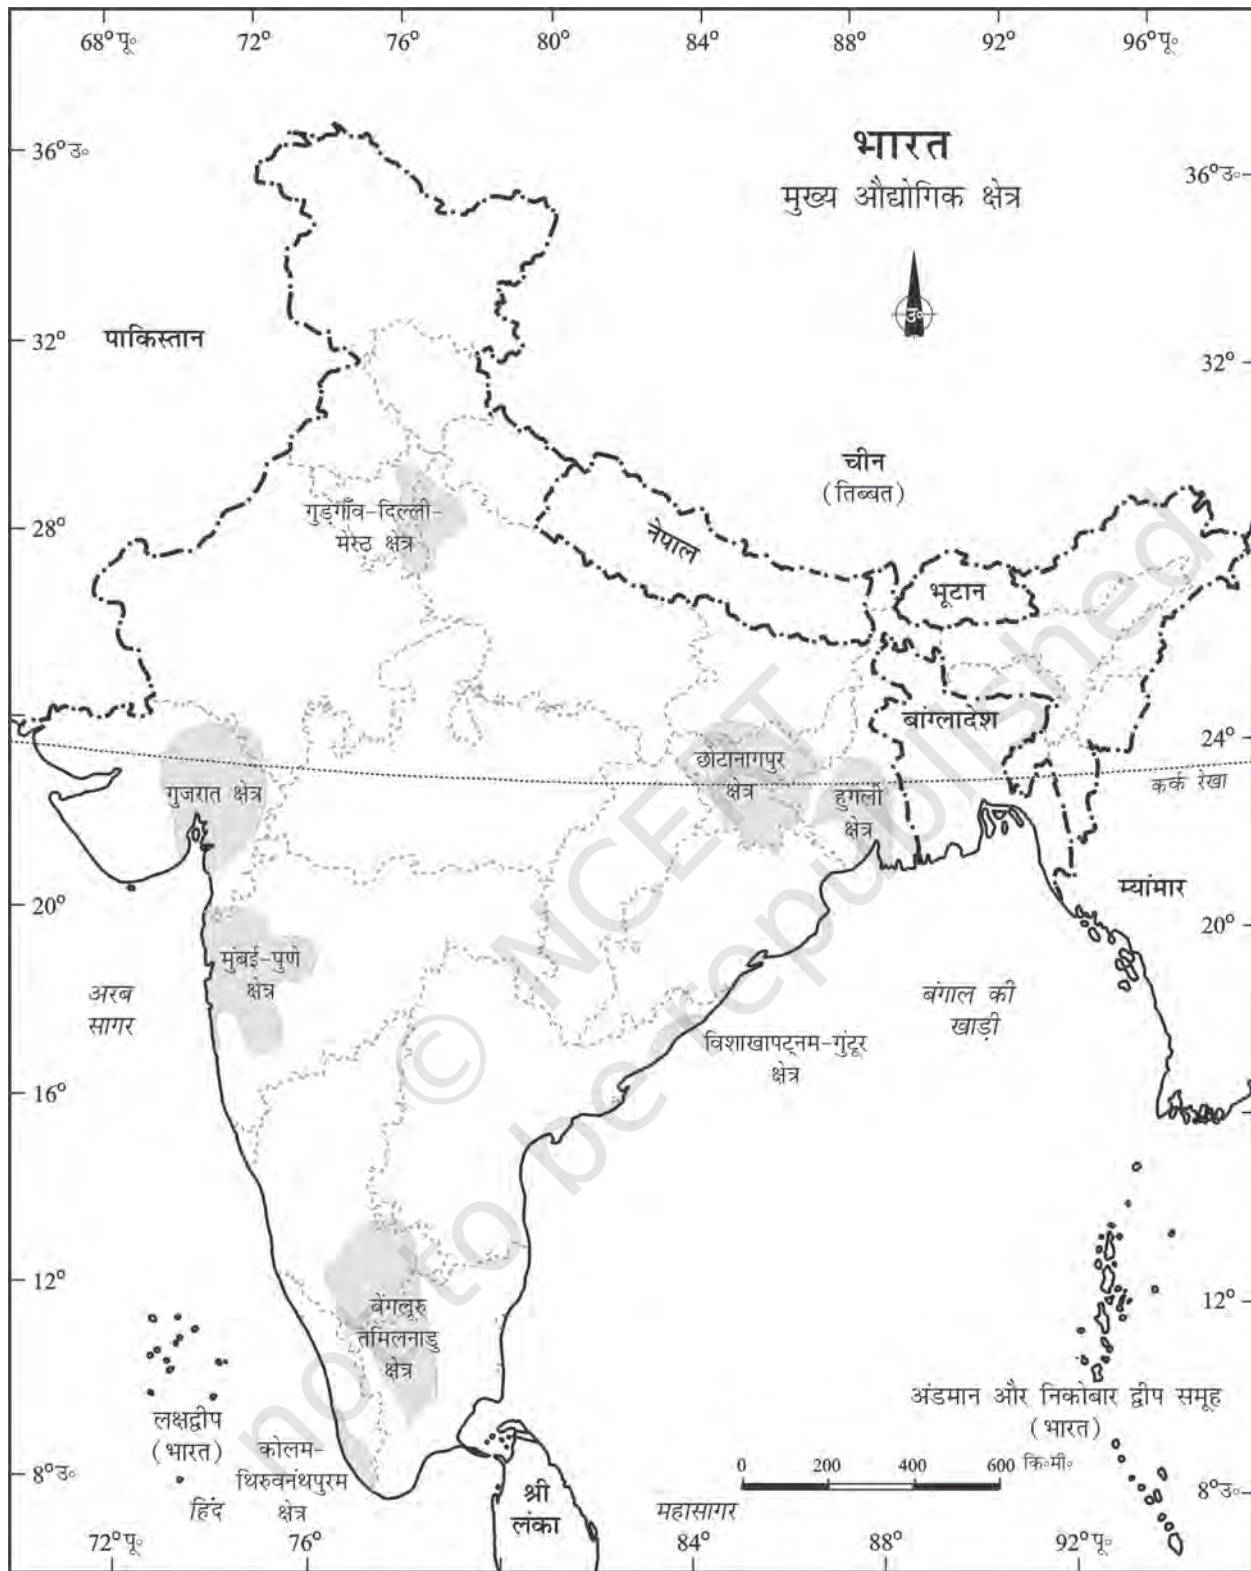 68°पू॰ 72° 76° 80° 84° 88° 92° 96°पू॰
भारत
मुख्य औद्योगिक क्षेत्र
36°उ॰
36°उ॰
उ॰
पाकिस्तान
32°
32°
चीन
(तिब्बत)
गुड़गाँव-दिल्ली-
मेरठ क्षेत्र
28°
नेपाल
भूटान
बांग्लादेश
24°
छोटानागपुर
क्षेत्र
गुजरात क्षेत्र
हुगली
क्षेत्र
कर्क रेखा
म्यांमार
20°
20°
मुंबई-पुणे
क्षेत्र
अरब
सागर
बंगाल की
खाड़ी
विशाखापट्नम-गुंटूर
क्षेत्र
16°
12°
12°
बेंगलूरु
तमिलनाडु
क्षेत्र
लक्षद्वीप
(भारत)
अंडमान और निकोबार द्वीप समूह
(भारत)
कोलम-
थिरुवनंथपुरम
क्षेत्र
8°उ॰
8°उ॰
0 200 400 600 कि॰मी॰
श्री
लंका
हिंद
महासागर
72°पू॰ 76° 84° 88° 92°पू॰
© NCERT
not to be republished